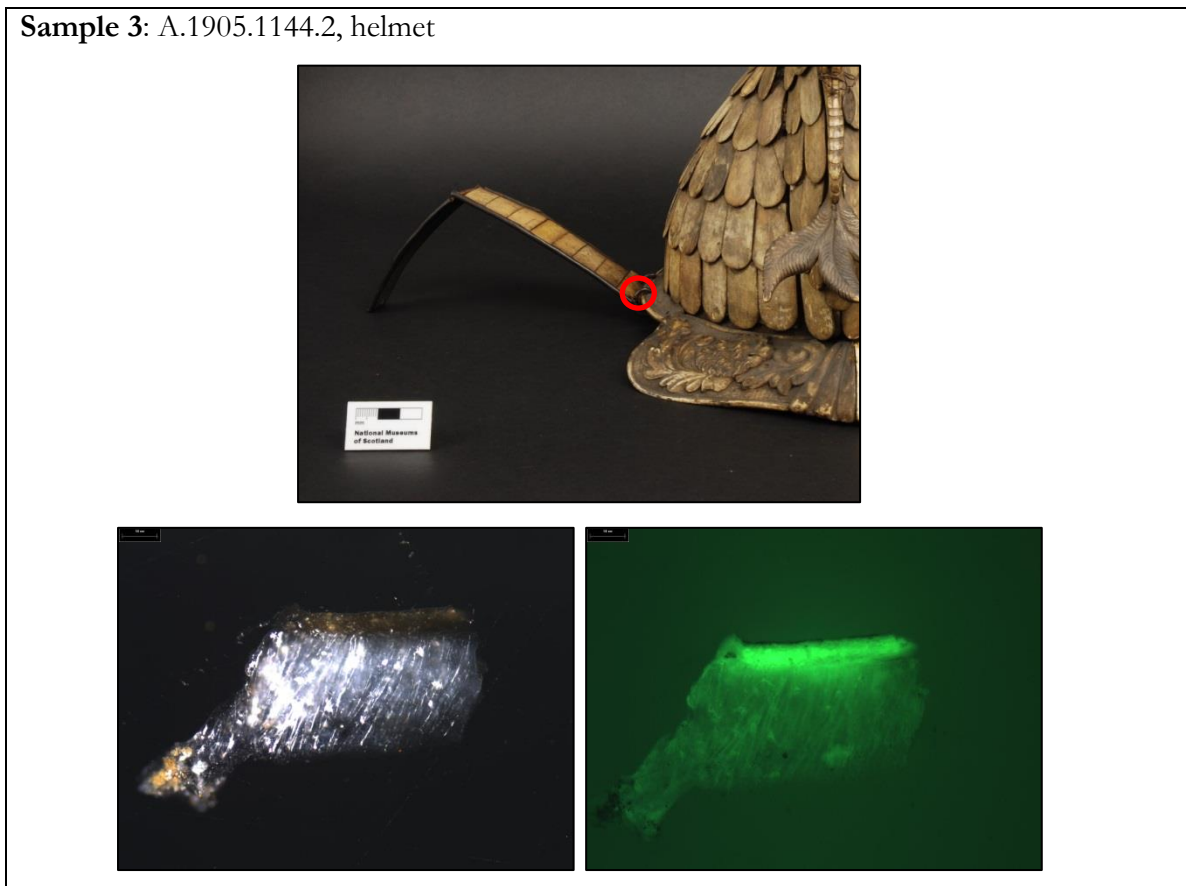 Sample 3: A.1905.1144.2, helmet
National Museums
of Scotland